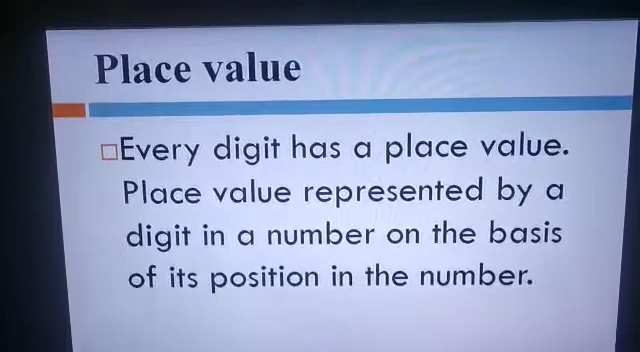 Place value
Every digit has a place value.
Place value represented by a
digit in a number on the basis
of its position in the number.